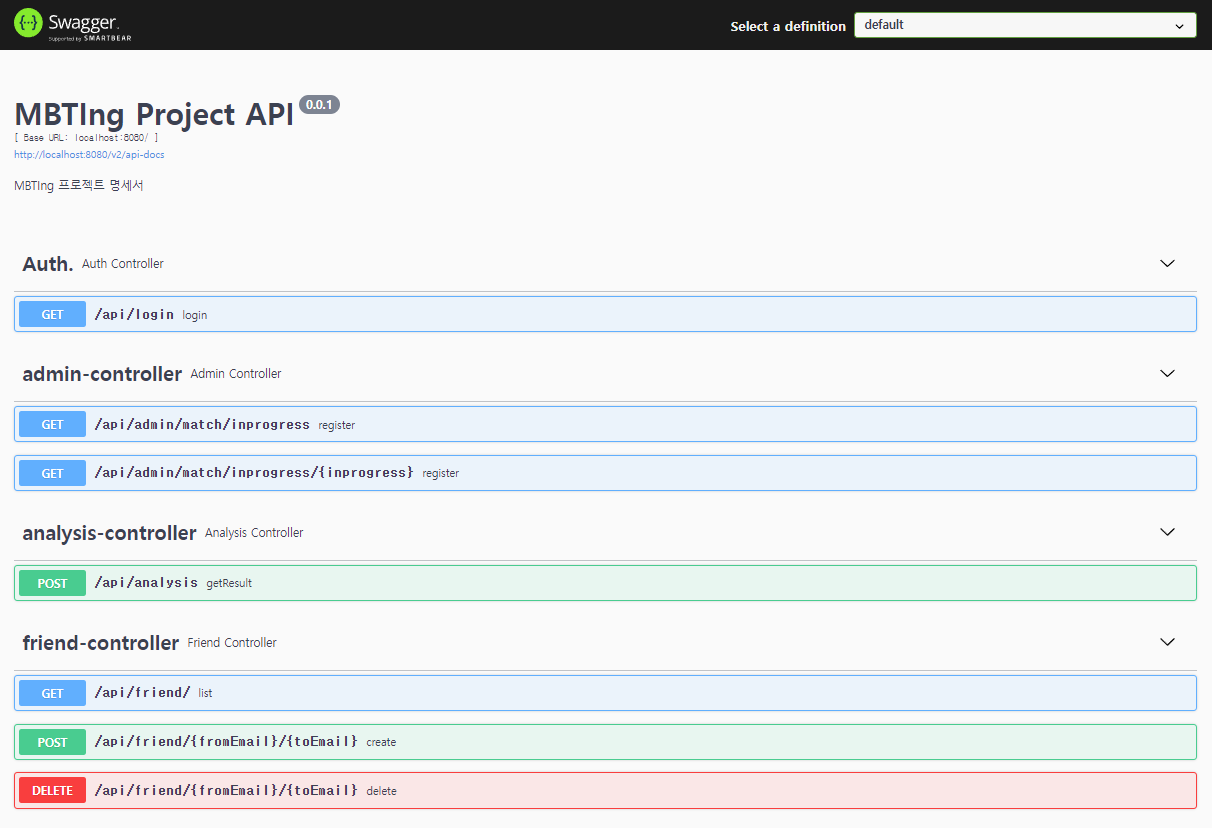 {···} Swagger.
Supported by SMARTBEAR
Select a definition default
MBTIng Project API 0.0.1
[ Base URL: localhost:8080/ ]
http://localhost:8080/v2/api-docs
MBTIng 프로젝트 명세서
Auth. Auth Controller
GET /api/login login
admin-controller Admin Controller
GET /api/admin/match/inprogress register
GET /api/admin/match/inprogress/{inprogress} register
analysis-controller Analysis Controller
POST /api/analysis getResult
friend-controller Friend Controller
GET /api/friend/ list
POST /api/friend/{fromEmail}/{toEmail} create
DELETE /api/friend/{fromEmail}/{toEmail} delete